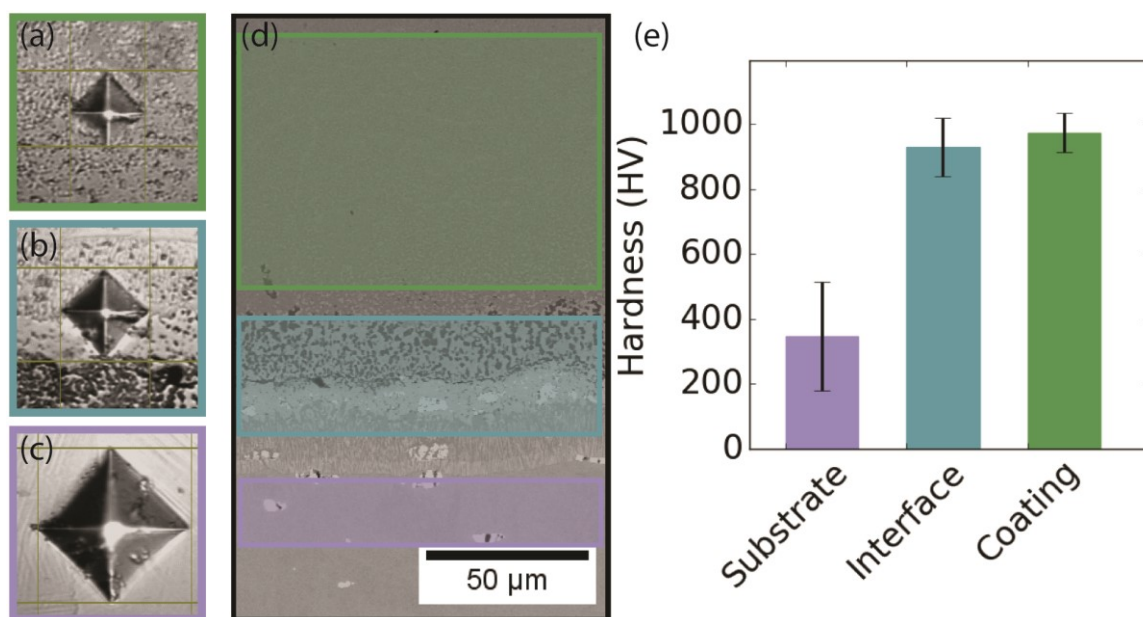 (a)
(b)
(c)
(d)
50 µm
(e)
Hardness (HV)
1000
800
600
400
200
0
Substrate
Interface
Coating